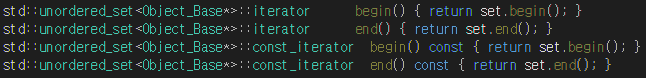 std::unordered_set<Object_Base*>::iterator begin() { return set.begin(); }
std::unordered_set<Object_Base*>::iterator end() { return set.end(); }
std::unordered_set<Object_Base*>::const_iterator begin() const { return set.begin(); }
std::unordered_set<Object_Base*>::const_iterator end() const { return set.end(); }